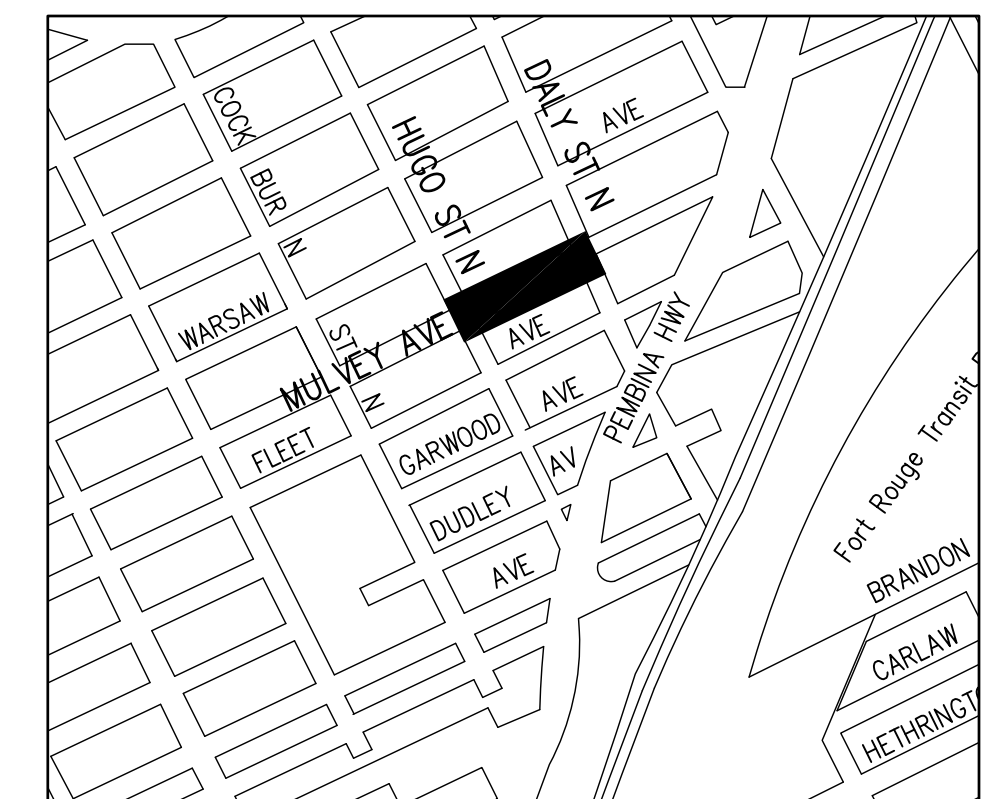 DALY ST N
AVE
COCK
BUR
N
ST
N
HUGO ST N
WARSAW
AVE
MULVEY AVE
PEMBINA HWY
FLEET
AVE
GARWOOD
AV
DUDLEY
AVE
Fort Rouge Transit
BRANDON
CARLAW
HETHRINGT